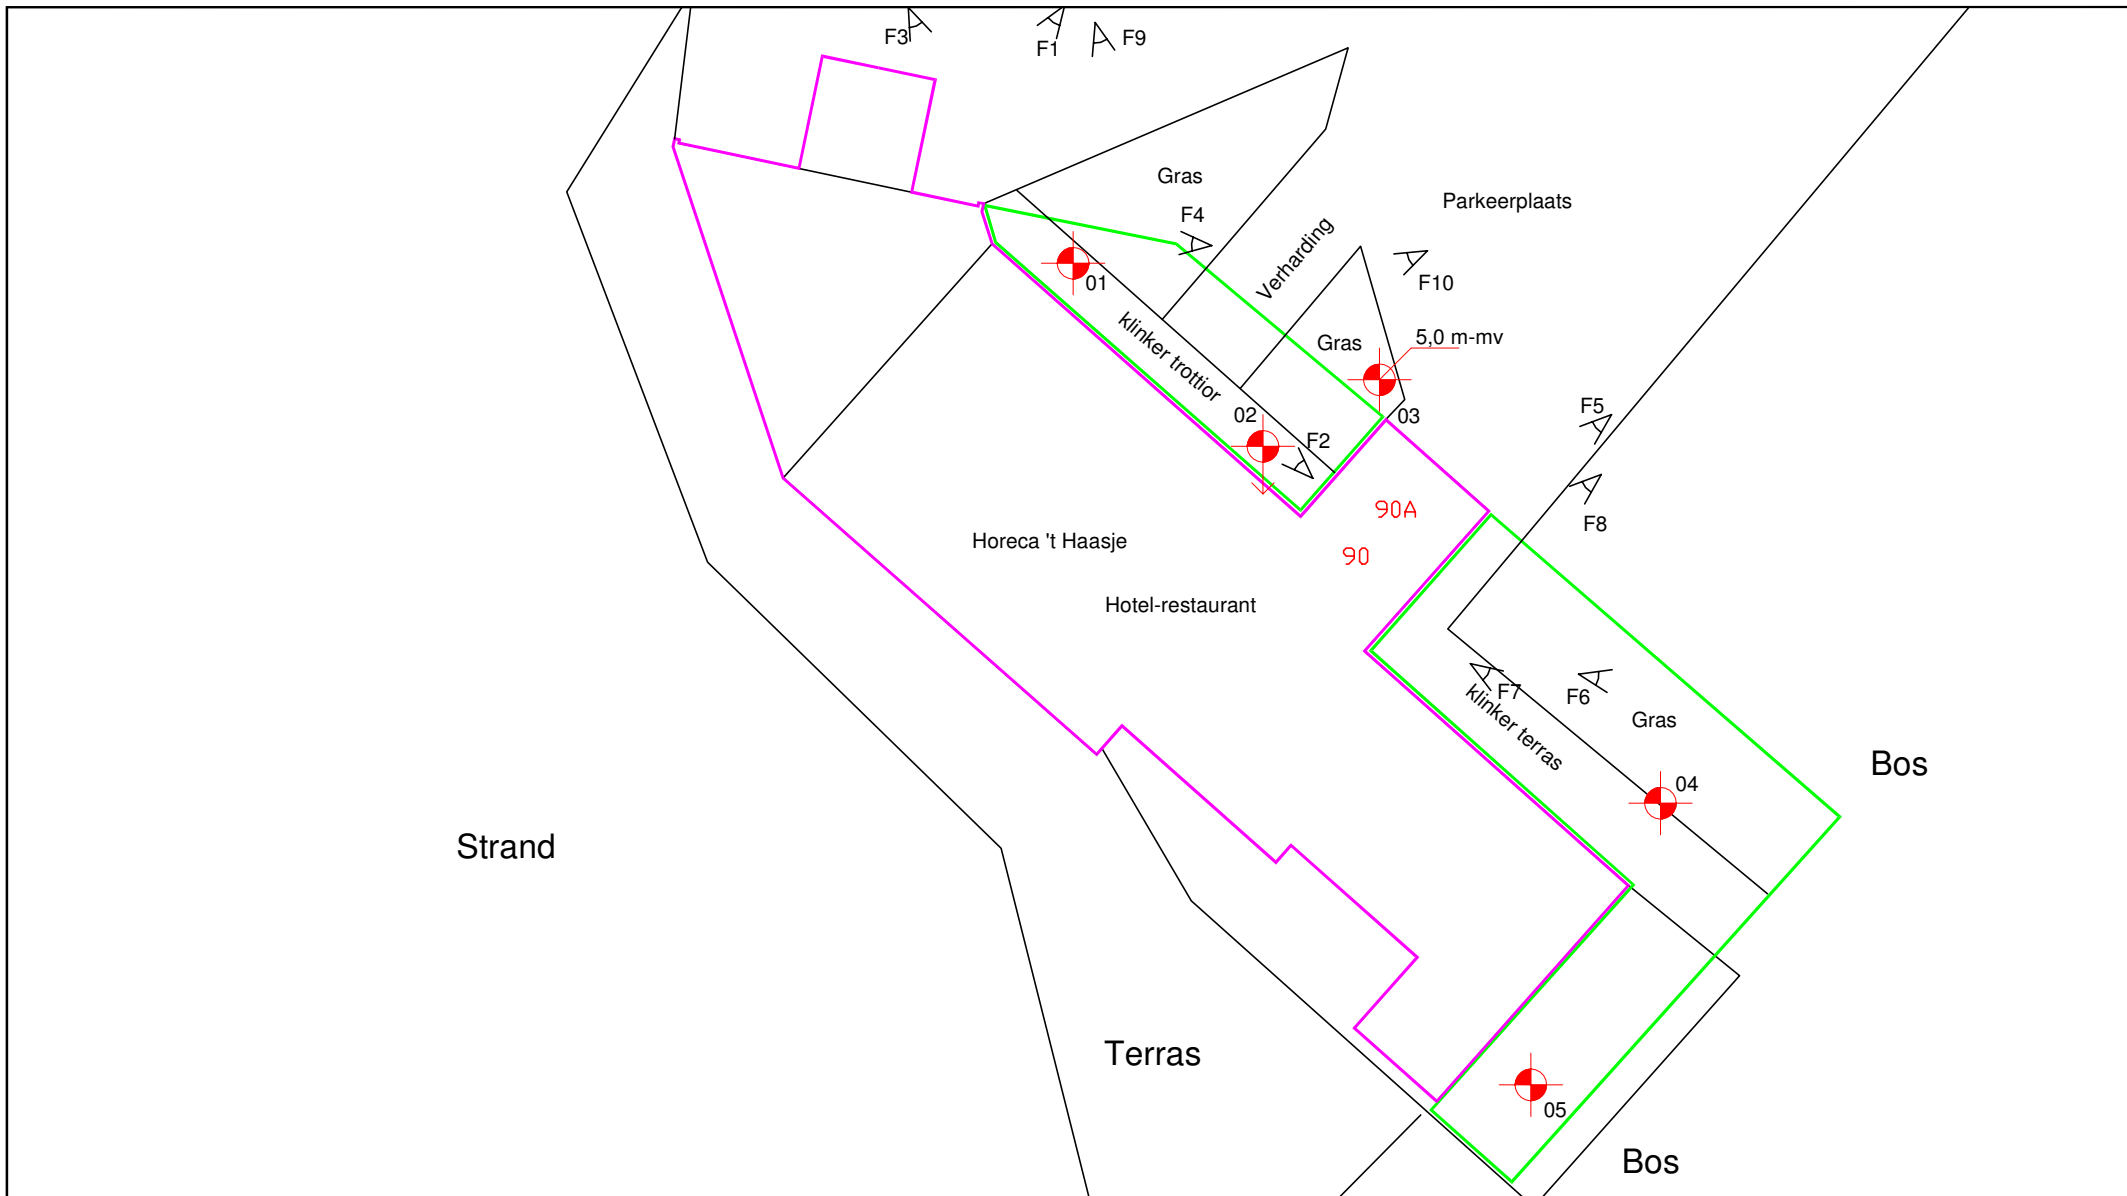 F3
F1
F9
Gras
Parkeerplaats
F4
Verharding
01
F10
klinker trottior
Gras
5,0 m-mv
02
03
F5
F2
90A
F8
Horeca 't Haasje
90
Hotel-restaurant
F7
F6
klinker terras
Gras
Bos
04
Strand
Terras
05
Bos